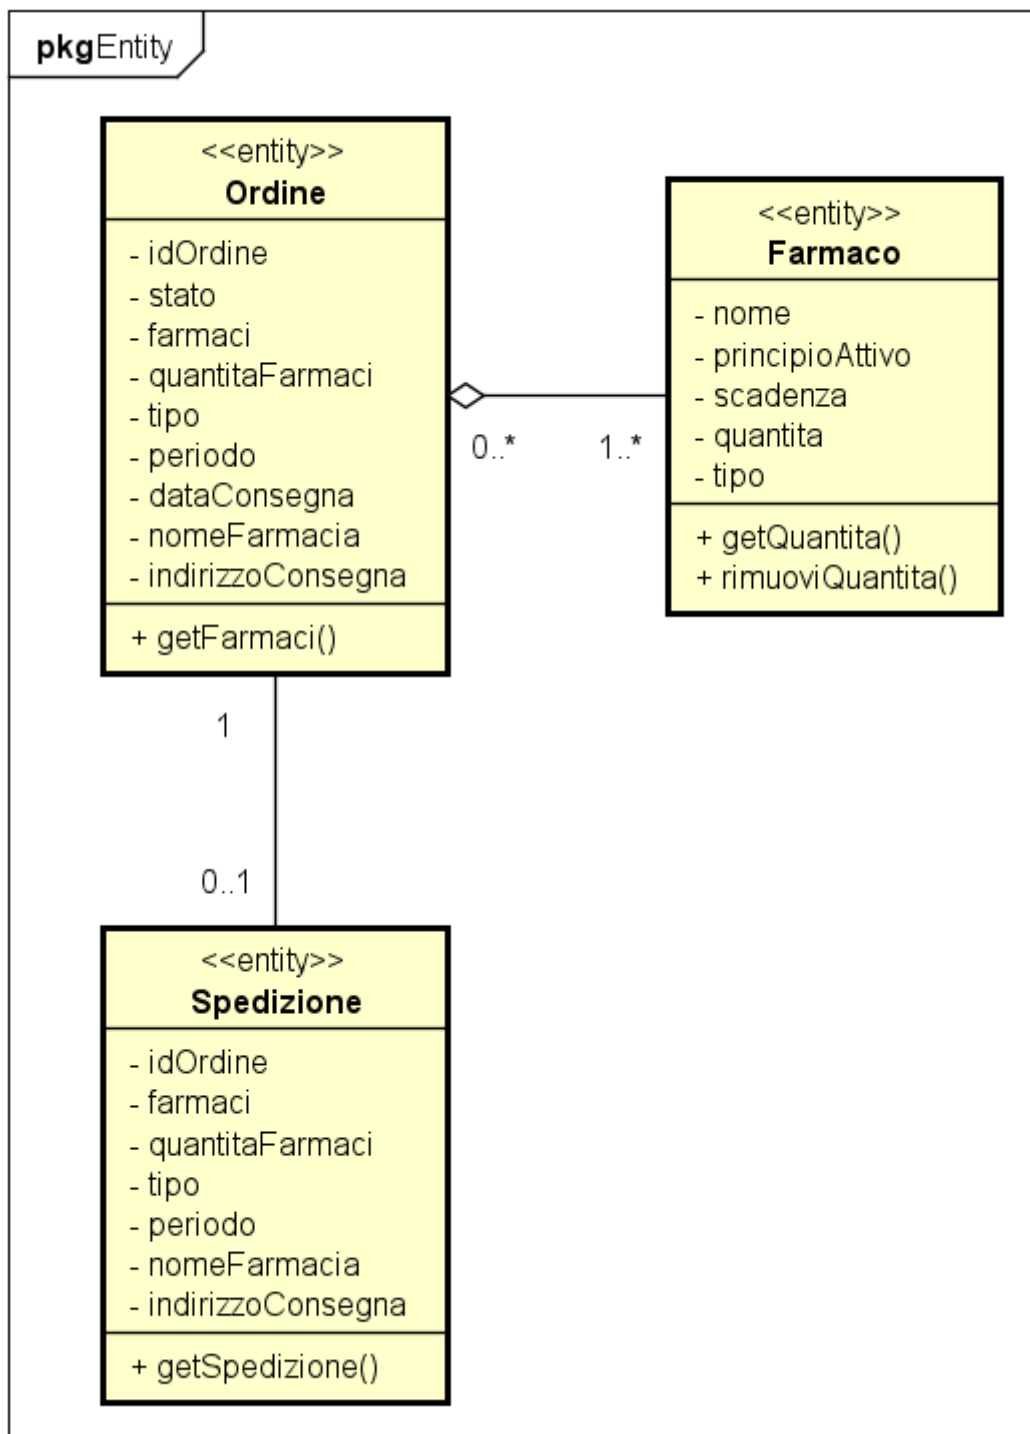 pkgEntity
<<entity>>
Ordine
- idOrdine
- stato
- farmaci
- quantitaFarmaci
- tipo
- periodo
- dataConsegna
- nomeFarmacia
- indirizzoConsegna
+ getFarmaci()
<<entity>>
Farmaco
- nome
- principioAttivo
- scadenza
- quantita
- tipo
+ getQuantita()
+ rimuoviQuantita()
0..*
1..*
1
0..1
<<entity>>
Spedizione
- idOrdine
- farmaci
- quantitaFarmaci
- tipo
- periodo
- nomeFarmacia
- indirizzoConsegna
+ getSpedizione()